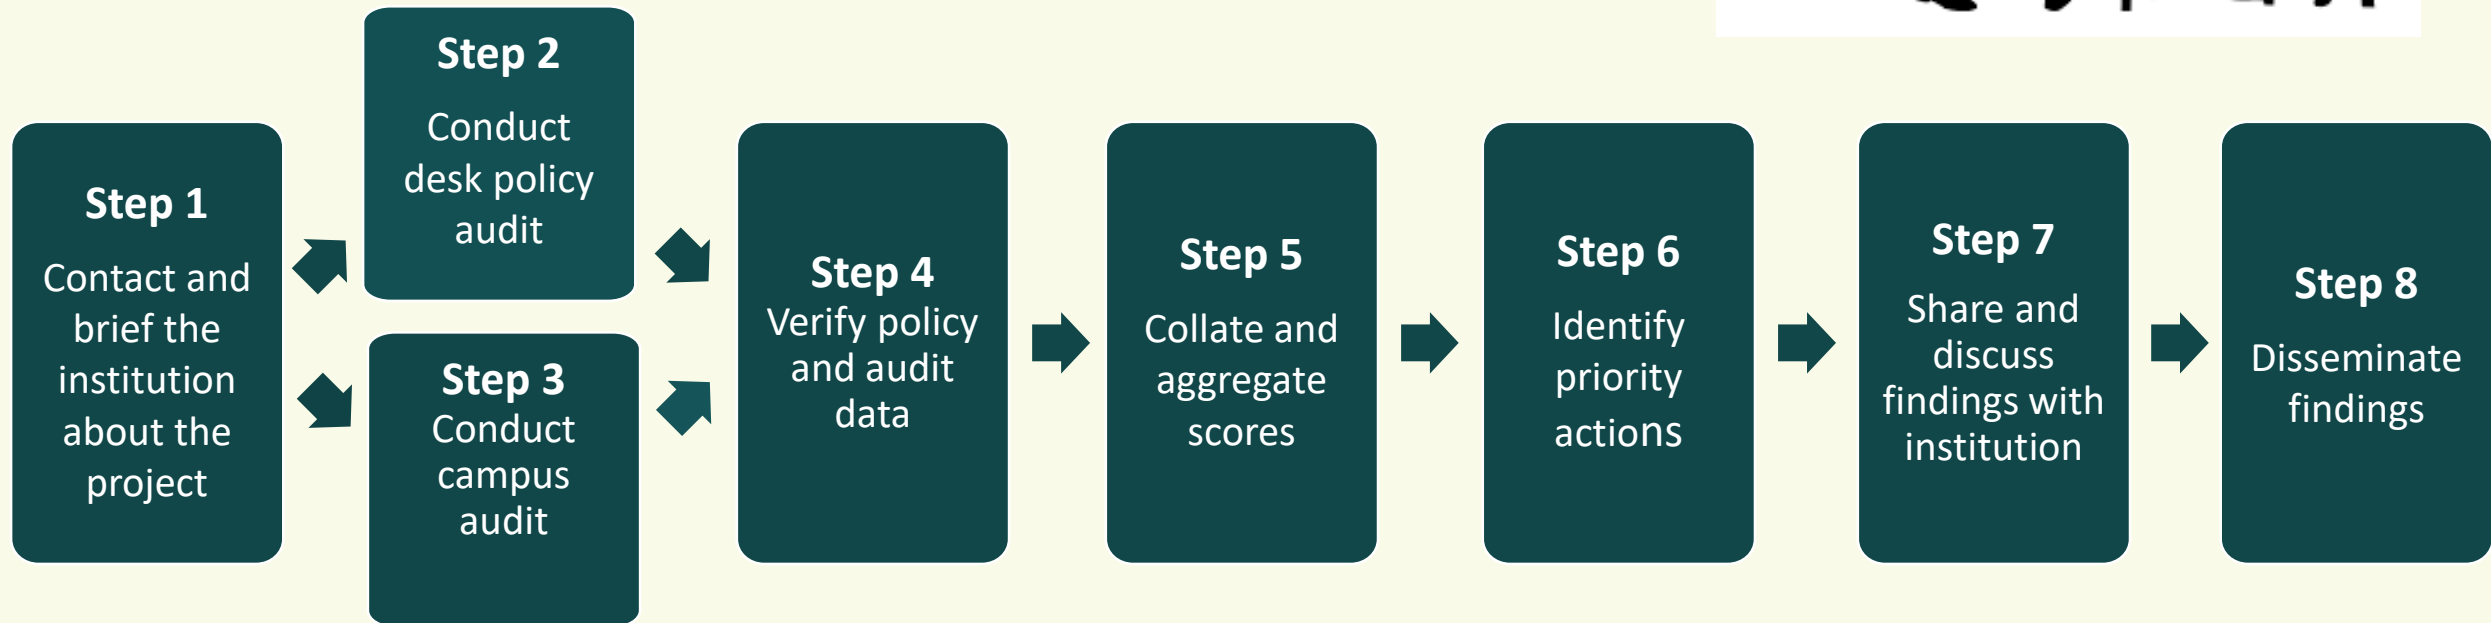 Step 1
Contact and
brief the
institution
about the
project
Step 2
Conduct
desk policy
audit
Step 3
Conduct
campus
audit
Step 4
Verify policy
and audit
data
Step 5
Collate and
aggregate
scores
Step 6
Identify
priority
actions
Step 7
Share and
discuss
findings with
institution
Step 8
Disseminate
findings